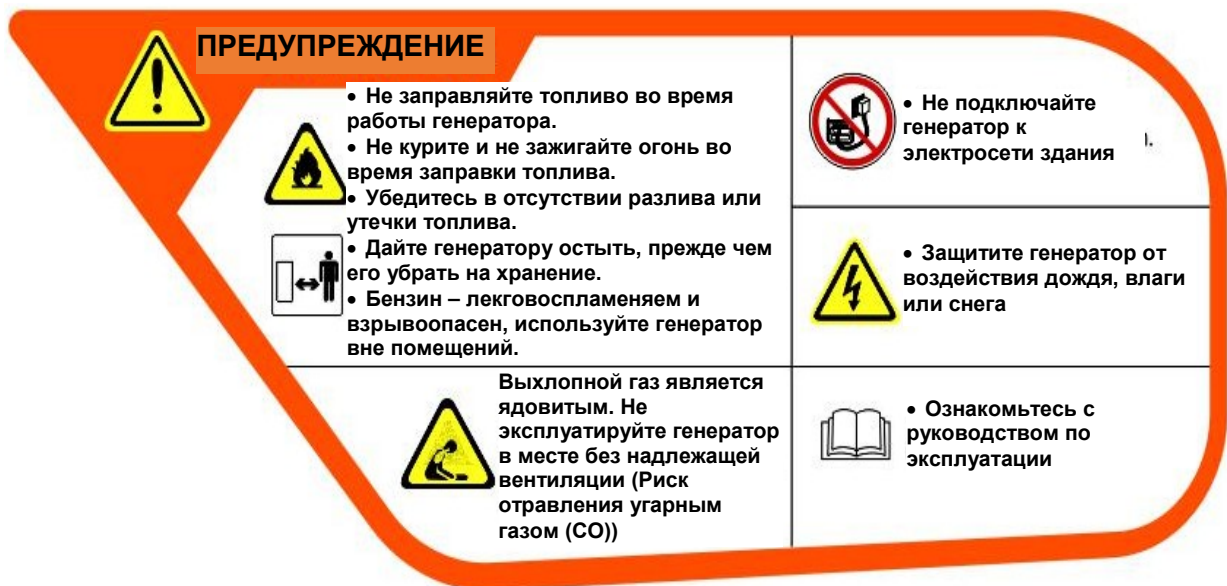 ПРЕДУПРЕЖДЕНИЕ
• Не заправляйте топливо во время
работы генератора.
• Не курите и не зажигайте огонь во
время заправки топлива.
• Убедитесь в отсутствии разлива или
утечки топлива.
• Дайте генератору остыть, прежде чем
его убрать на хранение.
• Бензин – лекговоспламеняем и
взрывоопасен, используйте генератор
вне помещений.
• Не подключайте
генератор к
электросети здания
• Защитите генератор от
воздействия дождя, влаги
или снега
Выхлопной газ является
ядовитым. Не
эксплуатируйте генератор
в месте без надлежащей
вентиляции (Риск
отравления угарным
газом (CO))
• Ознакомьтесь с
руководством по
эксплуатации